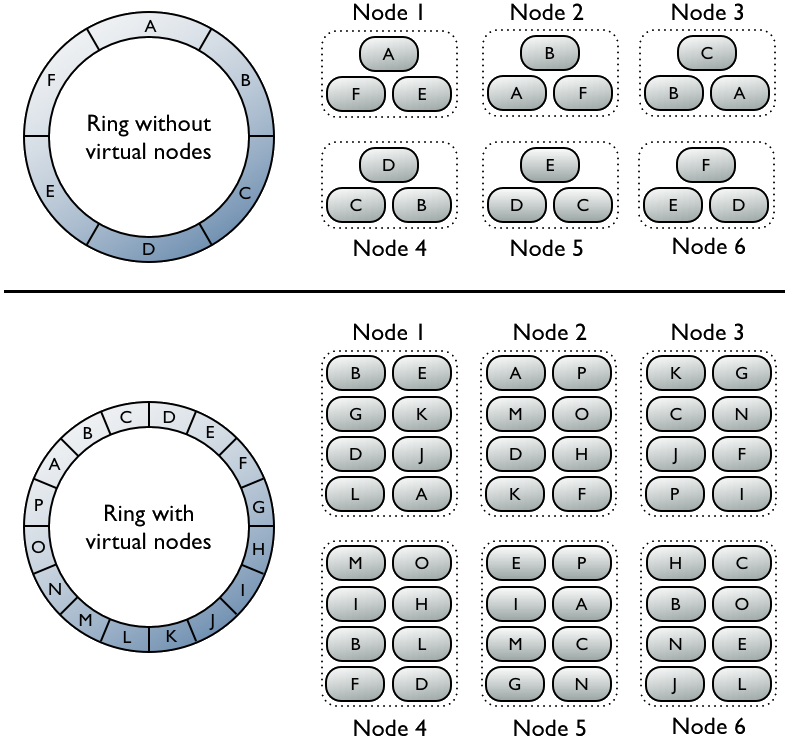 Node 1
Node 2
Node 3
A
B
C
D
E
F
Ring without
virtual nodes
A
F E
B
A F
C
B A
D
C B
E
D C
F
E D
Node 4
Node 5
Node 6
Node 1
Node 2
Node 3
A
B
C
D
E
F
G
H
I
J
K
L
M
N
O
P
Ring with
virtual nodes
B E
G K
D J
L A
A P
M O
D H
K F
K G
C N
J F
P I
M O
I H
B L
F D
E P
I A
M C
G N
H C
B O
N E
J L
Node 4
Node 5
Node 6